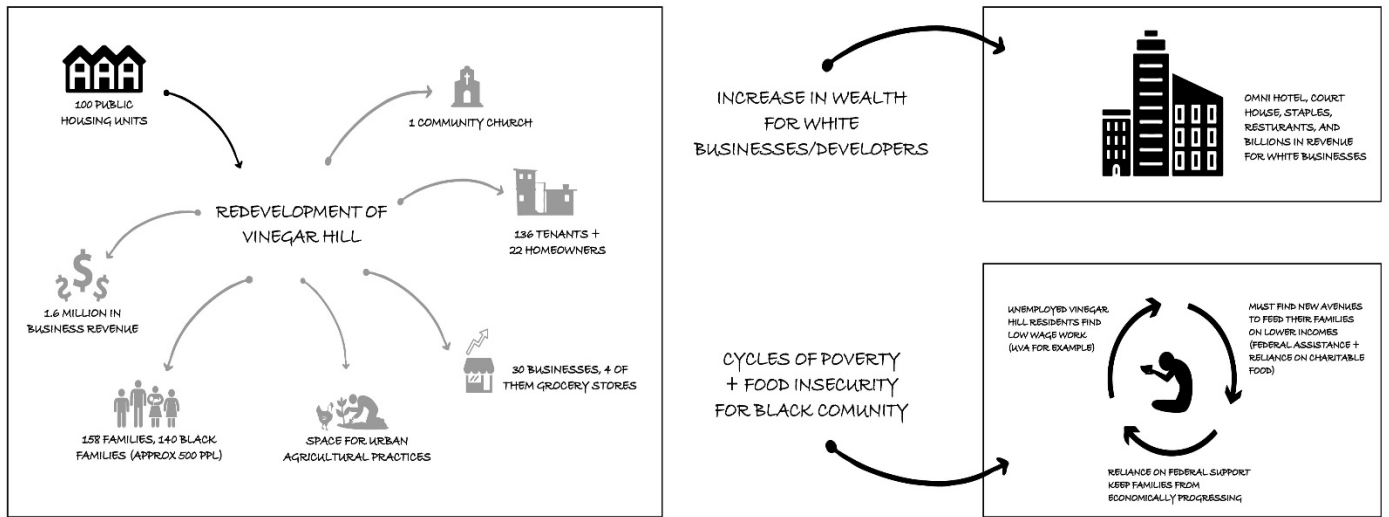 100 PUBLIC
HOUSING UNITS
1 COMMUNITY CHURCH
REDEVELOPMENT OF
VINEGAR HILL
136 TENANTS +
22 HOMEOWNERS
1.6 MILLION IN
BUSINESS REVENUE
30 BUSINESSES, 4 OF
THEM GROCERY STORES
158 FAMILIES, 140 BLACK
FAMILIES (APPROX 500 PPL)
SPACE FOR URBAN
AGRICULTURAL PRACTICES
INCREASE IN WEALTH
FOR WHITE
BUSINESSES/DEVELOPERS
OMNI HOTEL, COURT
HOUSE, STAPLES,
RESTURANTS, AND
BILLIONS IN REVENUE
FOR WHITE BUSINESSES
CYCLES OF POVERTY
+ FOOD INSECURITY
FOR BLACK COMUNITY
UNEMPLOYED VINEGAR
HILL RESIDENTS FIND
LOW WAGE WORK
(UVA FOR EXAMPLE)
MUST FIND NEW AVENUES
TO FEED THEIR FAMILIES
ON LOWER INCOMES
(FEDERAL ASSISTANCE +
RELIANCE ON CHARITABLE
FOOD)
RELIANCE ON FEDERAL SUPPORT
KEEP FAMILIES FROM
ECONOMICALLY PROGRESSING